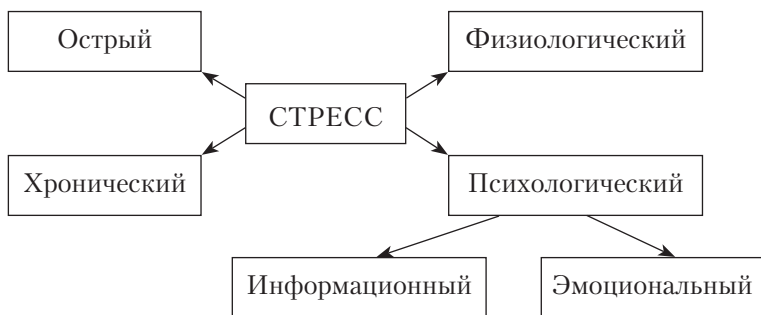 Острый
Физиологический
СТРЕСС
Хронический
Психологический
Информационный
Эмоциональный